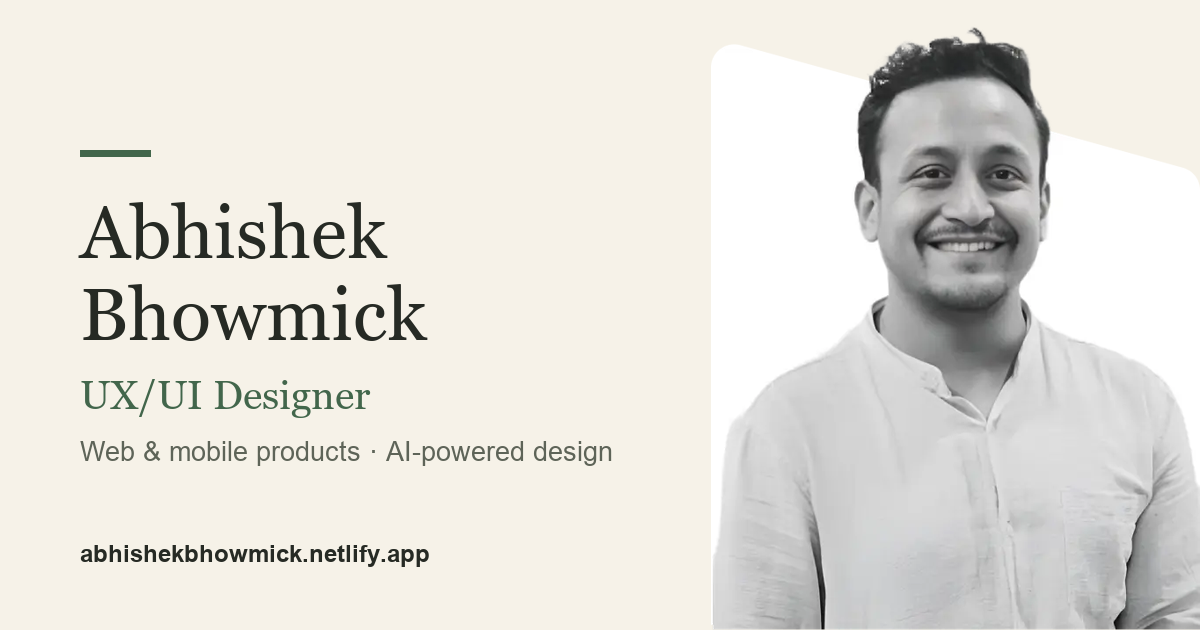 Abhishek
Bhowmick
UX/UI Designer
Web & mobile products · AI-powered design
abhishekbhowmick.netlify.app